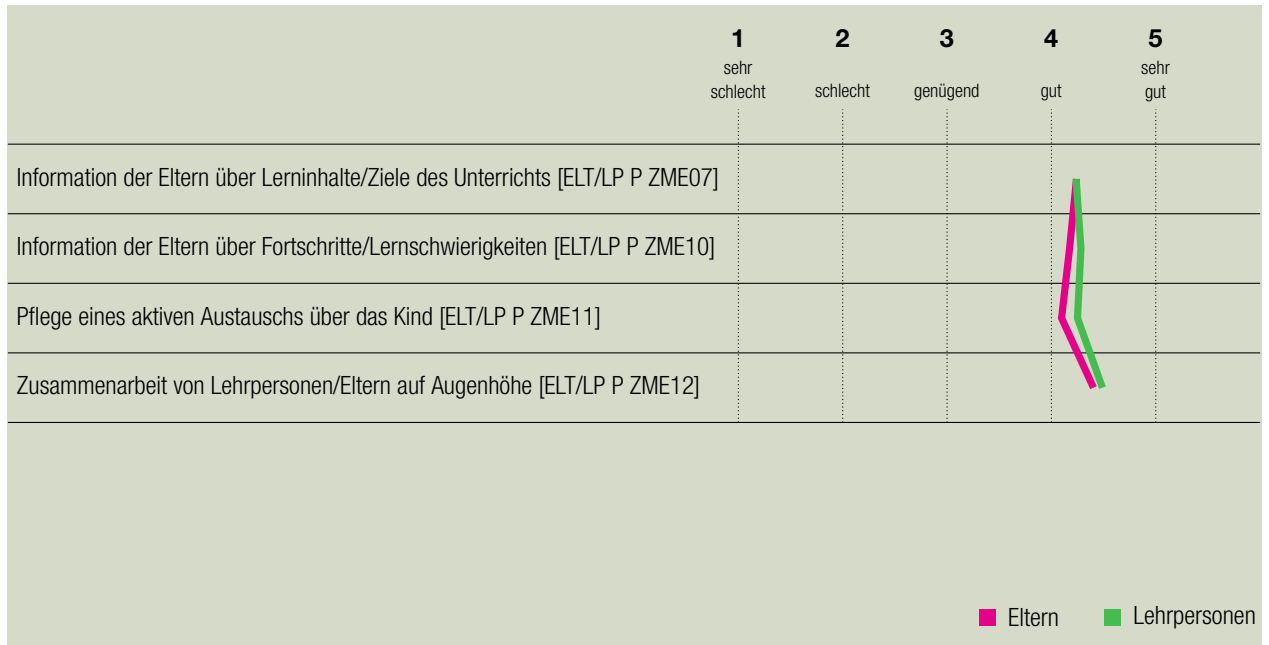 1 2 3 4 5
sehr sehr
schlecht schlecht genügend gut gut
Information der Eltern über Lerninhalte/Ziele des Unterrichts [ELT/LP P ZME07]
Information der Eltern über Fortschritte/Lernschwierigkeiten [ELT/LP P ZME10]
Pflege eines aktiven Austauschs über das Kind [ELT/LP P ZME11]
Zusammenarbeit von Lehrpersonen/Eltern auf Augenhöhe [ELT/LP P ZME12]
Eltern Lehrpersonen